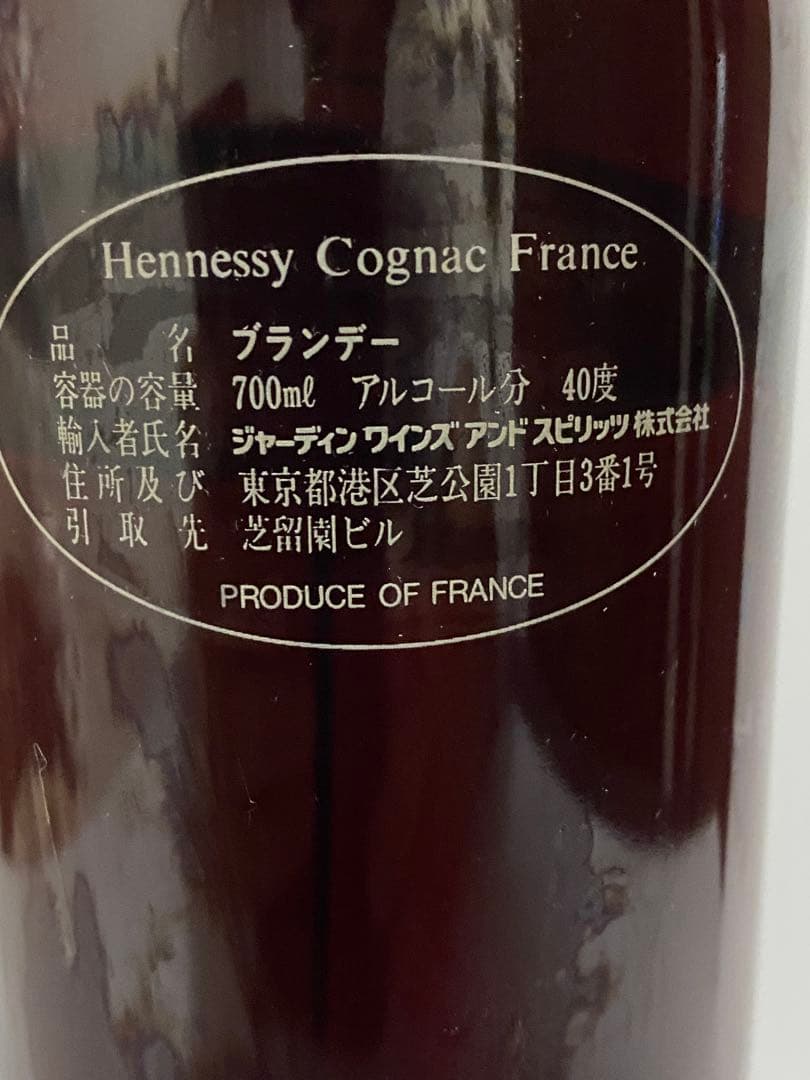 Hennessy Cognac France
品名 ブランデー
容器の容量 700mℓ アルコール分 40度
輸入者氏名 ジャーディン ワインズ アンド スピリッツ 株式会社
住所及び 東京都港区芝公園1丁目3番1号
引取先 芝留園ビル
PRODUCE OF FRANCE